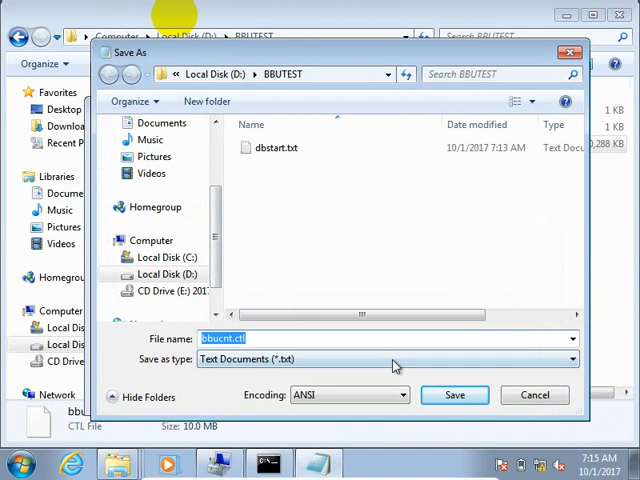 Computer Local Disk (D:) BBUTEST Search BBUTEST
Organize
Save As
« Local Disk (D:) BBUTEST Search BBUTEST
Organize New folder
Favorites
Desktop
Recent P
Libraries
Music
Pictures
Videos
Homegrou
Computer
Local Dis
Local Dis
CD Drive
Network
Documents
Music
Pictures
Videos
Homegroup
Computer
Local Disk (C:)
Local Disk (D:)
CD Drive (E:) 2017
Name Date modified Type
dbstart.txt 10/1/2017 7:13 AM Text Docu
1 KB
1 KB
0,288 KB
File name: bbucnt.ctl
Save as type: Text Documents (*.txt)
Hide Folders Encoding: ANSI Save Cancel
CTL File Size: 10.0 MB
7:15 AM
10/1/2017